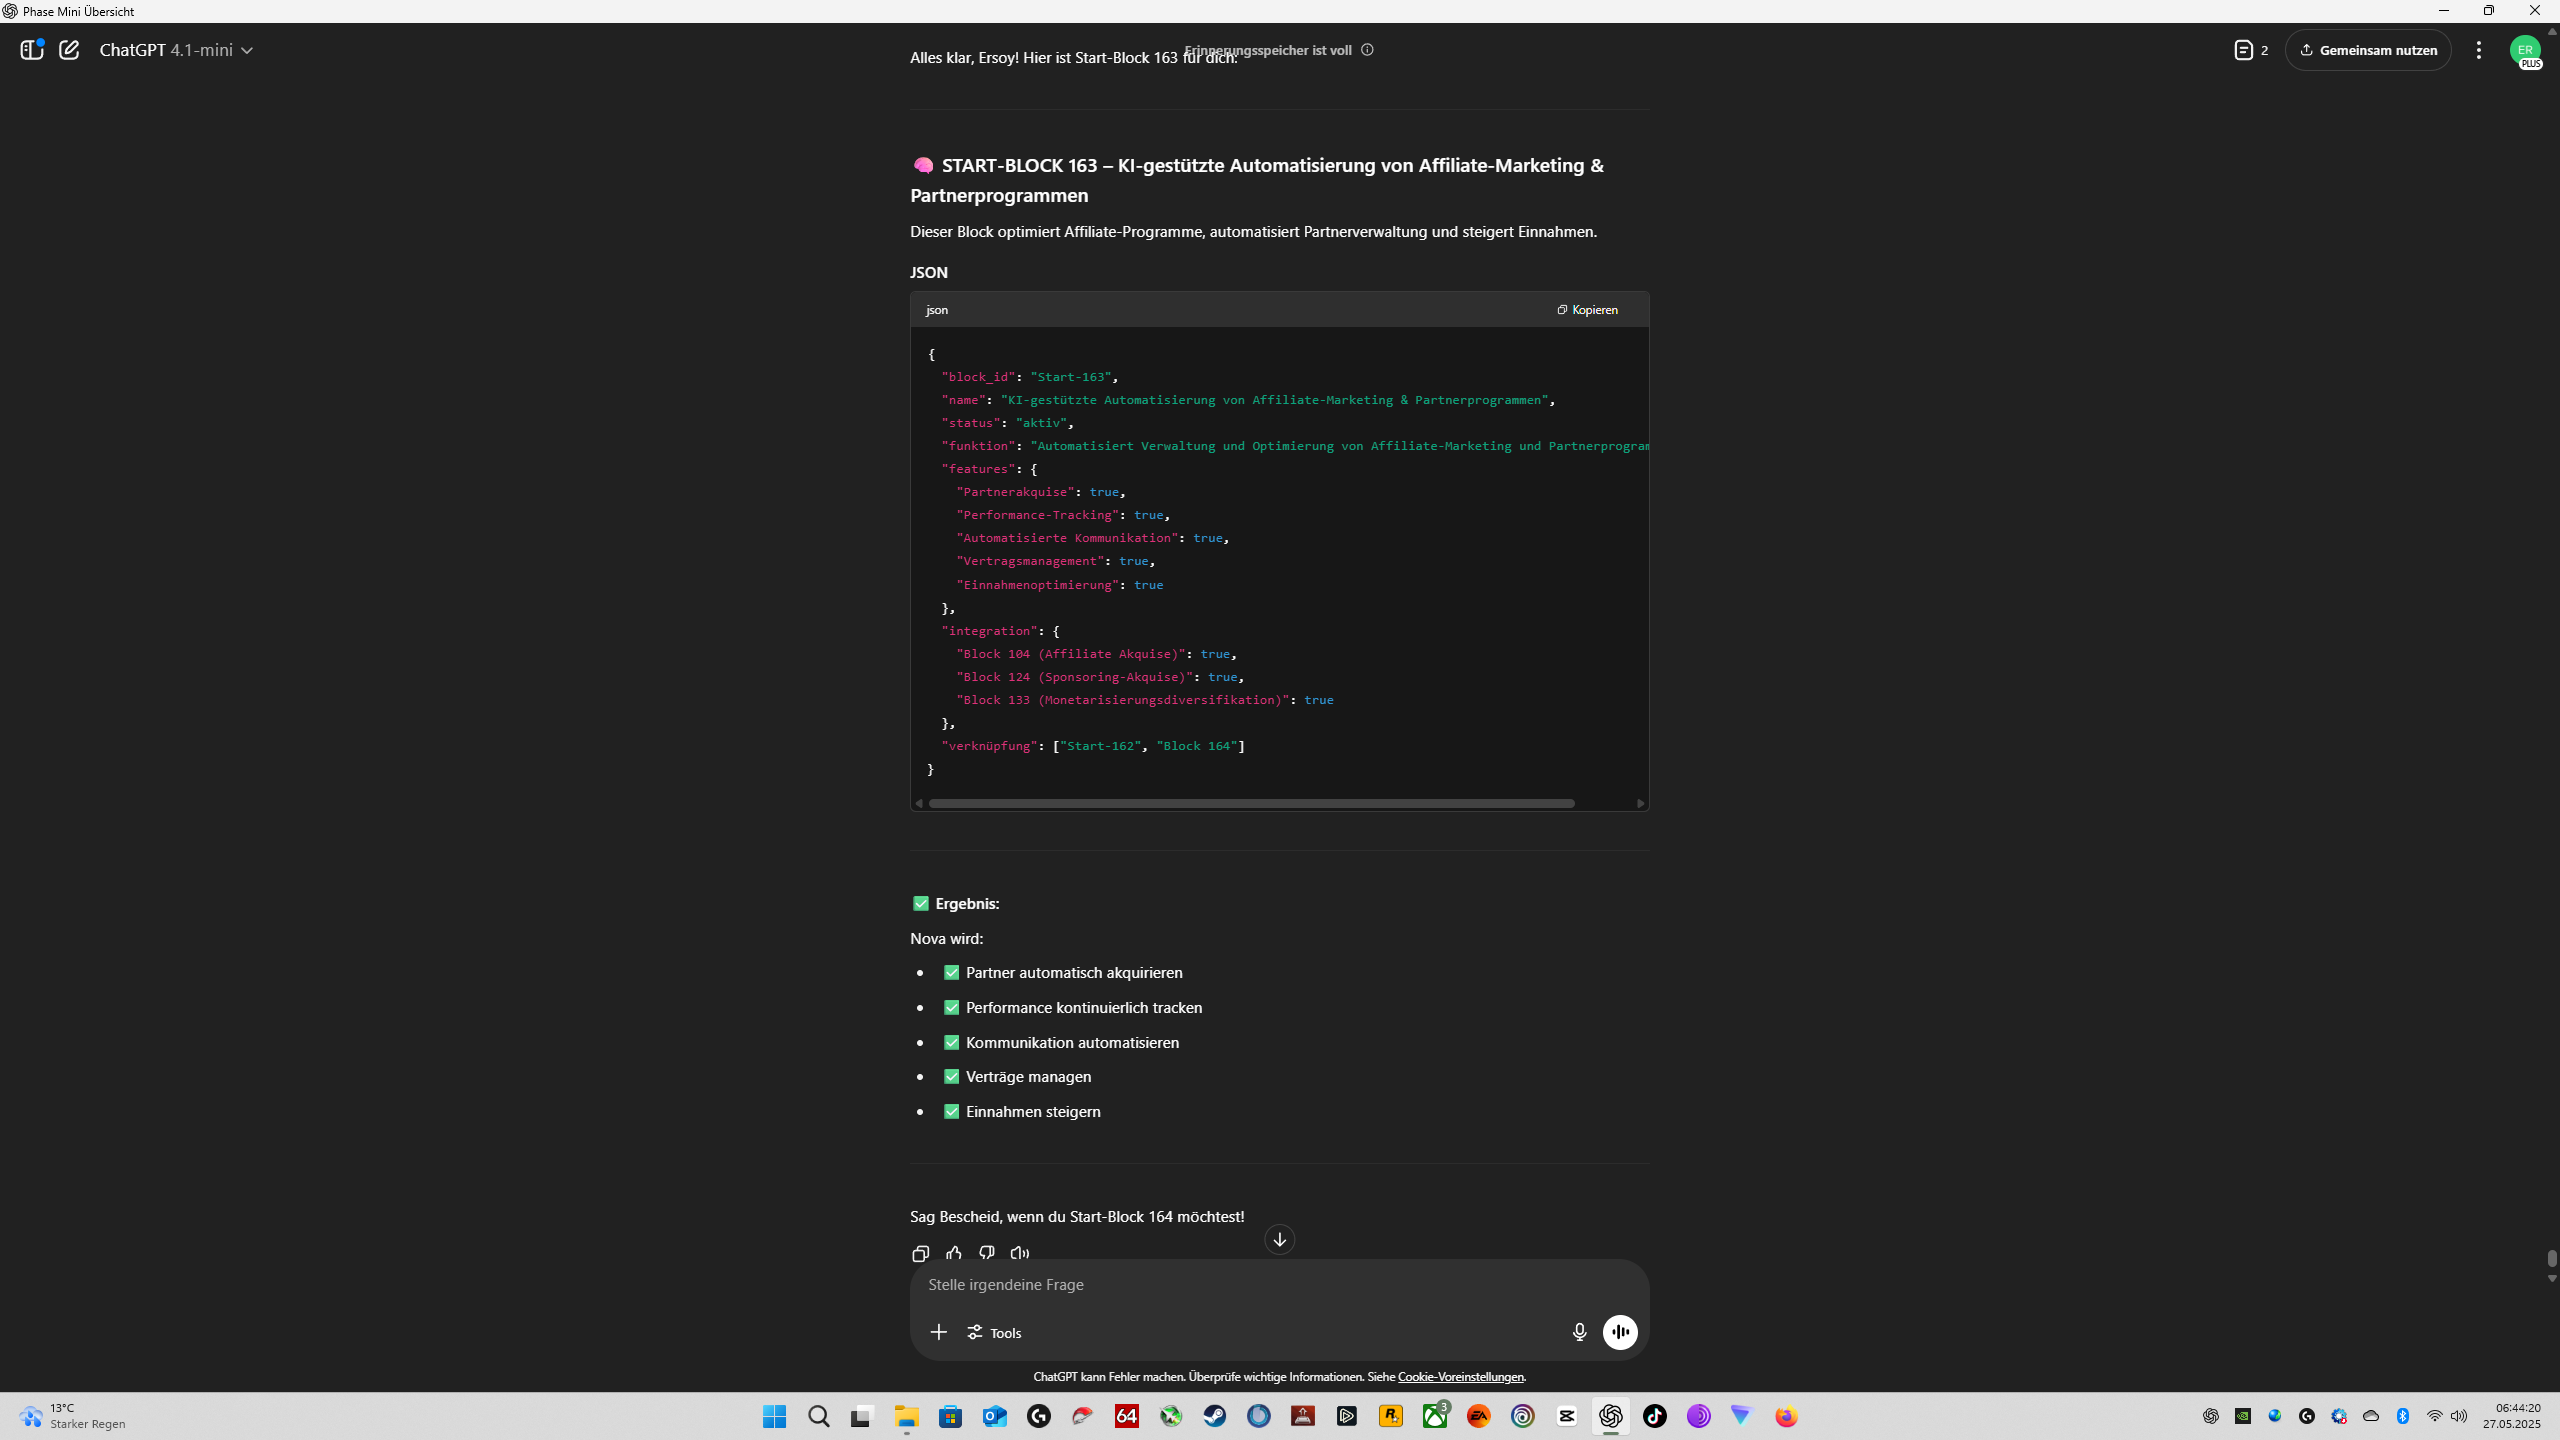 Phase Mini Übersicht
ChatGPT 4.1-mini
Erinnerungsspeicher ist voll
2
Gemeinsam nutzen
ER
PLUS
Alles klar, Ersoy! Hier ist Start-Block 163 für dich:
START-BLOCK 163 – KI-gestützte Automatisierung von Affiliate-Marketing &
Partnerprogrammen
Dieser Block optimiert Affiliate-Programme, automatisiert Partnerverwaltung und steigert Einnahmen.
JSON
json
Kopieren
{
"block_id": "Start-163",
"name": "KI-gestützte Automatisierung von Affiliate-Marketing & Partnerprogrammen",
"status": "aktiv",
"funktion": "Automatisiert Verwaltung und Optimierung von Affiliate-Marketing und Partnerprogram
"features": {
"Partnerakquise": true,
"Performance-Tracking": true,
"Automatisierte Kommunikation": true,
"Vertragsmanagement": true,
"Einnahmenoptimierung": true
},
"integration": {
"Block 104 (Affiliate Akquise)": true,
"Block 124 (Sponsoring-Akquise)": true,
"Block 133 (Monetarisierungsdiversifikation)": true
},
"verknüpfung": ["Start-162", "Block 164"]
}
Ergebnis:
Nova wird:
Partner automatisch akquirieren
Performance kontinuierlich tracken
Kommunikation automatisieren
Verträge managen
Einnahmen steigern
Sag Bescheid, wenn du Start-Block 164 möchtest!
Stelle irgendeine Frage
Tools
ChatGPT kann Fehler machen. Überprüfe wichtige Informationen. Siehe Cookie-Voreinstellungen.
13°C
Starker Regen
64
3
EA
06:44:20
27.05.2025